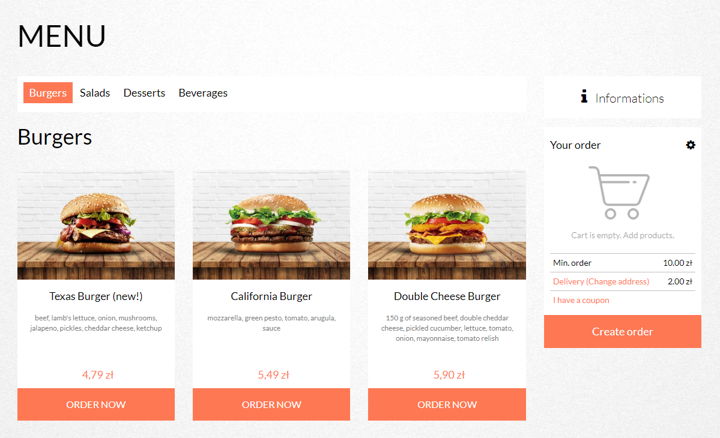 MENU
Burgers Salads Desserts Beverages
Informations
Burgers
Your order
Cart is empty. Add products.
Min. order 10.00 zł
Delivery (Change address) 2.00 zł
I have a coupon
Create order
Texas Burger (new!)
beef, lamb's lettuce, onion, mushrooms,
jalapeno, pickles, cheddar cheese, ketchup
4,79 zł
ORDER NOW
California Burger
mozzarella, green pesto, tomato, arugula,
sauce
5,49 zł
ORDER NOW
Double Cheese Burger
150 g of seasoned beef, double cheddar
cheese, pickled cucumber, lettuce, tomato,
onion, mayonnaise, tomato relish
5,90 zł
ORDER NOW